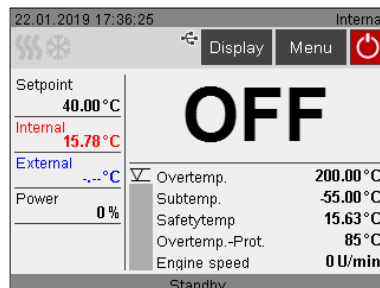 22.01.2019 17:36:25 Interna
Display Menu
Setpoint
40.00 °C
Internal
15.78 °C
External
-.-- °C
Power
0 %
OFF
Overtemp. 200.00 °C
Subtemp. -55.00 °C
Safetytemp 15.63 °C
Overtemp.-Prot. 85 °C
Engine speed 0 U/min
Standby